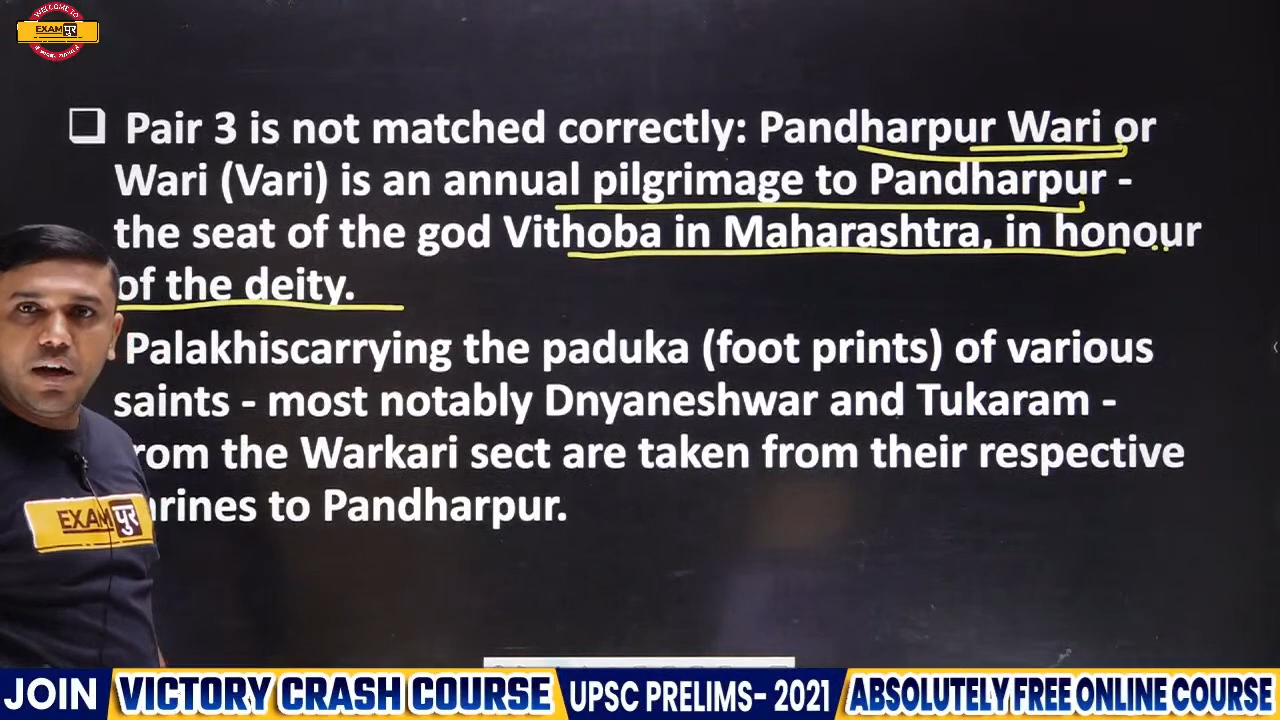 WELCOME TO
EXAM पुर
❑ Pair 3 is not matched correctly: Pandharpur Wari or
Wari (Vari) is an annual pilgrimage to Pandharpur -
the seat of the god Vithoba in Maharashtra, in honour
of the deity.
Palakhiscarrying the paduka (foot prints) of various
saints - most notably Dnyaneshwar and Tukaram -
rom the Warkari sect are taken from their respective
rines to Pandharpur.
EXAM पुर
JOIN VICTORY CRASH COURSE UPSC PRELIMS- 2021 ABSOLUTELY FREE ONLINE COURSE